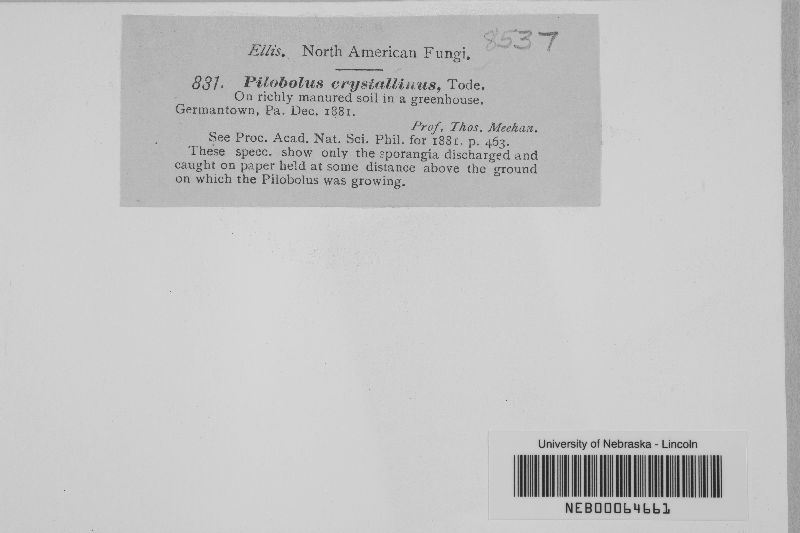 Ellis. North American Fungi.
8537
831. Pilobolus crystallinus, Tode.
On richly manured soil in a greenhouse.
Germantown, Pa. Dec. 1881.
Prof. Thos. Meehan.
See Proc. Acad. Nat. Sci. Phil. for 1881. p. 463.
These specc. show only the sporangia discharged and
caught on paper held at some distance above the ground
on which the Pilobolus was growing.
University of Nebraska - Lincoln
NEB00064661